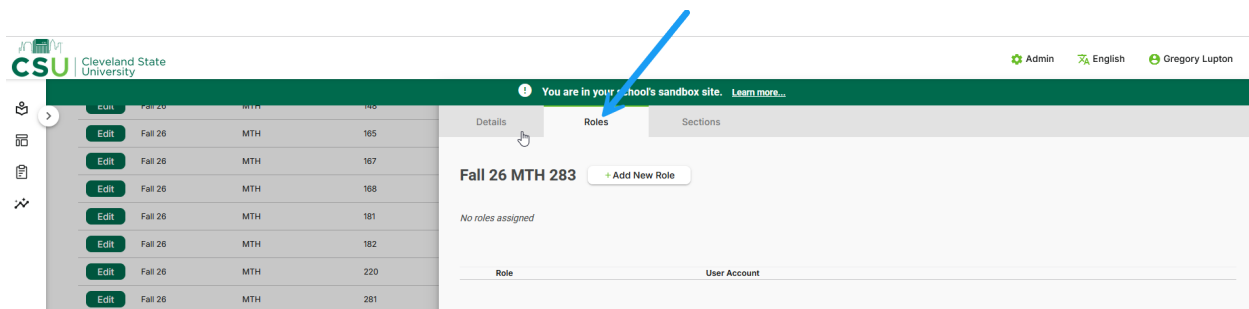 CSU Cleveland State University
Admin English Gregory Lupton
You are in your school's sandbox site. Learn more...
Edit Fall 26 MTH 148
Edit Fall 26 MTH 165
Edit Fall 26 MTH 167
Edit Fall 26 MTH 168
Edit Fall 26 MTH 181
Edit Fall 26 MTH 182
Edit Fall 26 MTH 220
Edit Fall 26 MTH 281
Details Roles Sections
Fall 26 MTH 283 + Add New Role
No roles assigned
Role User Account